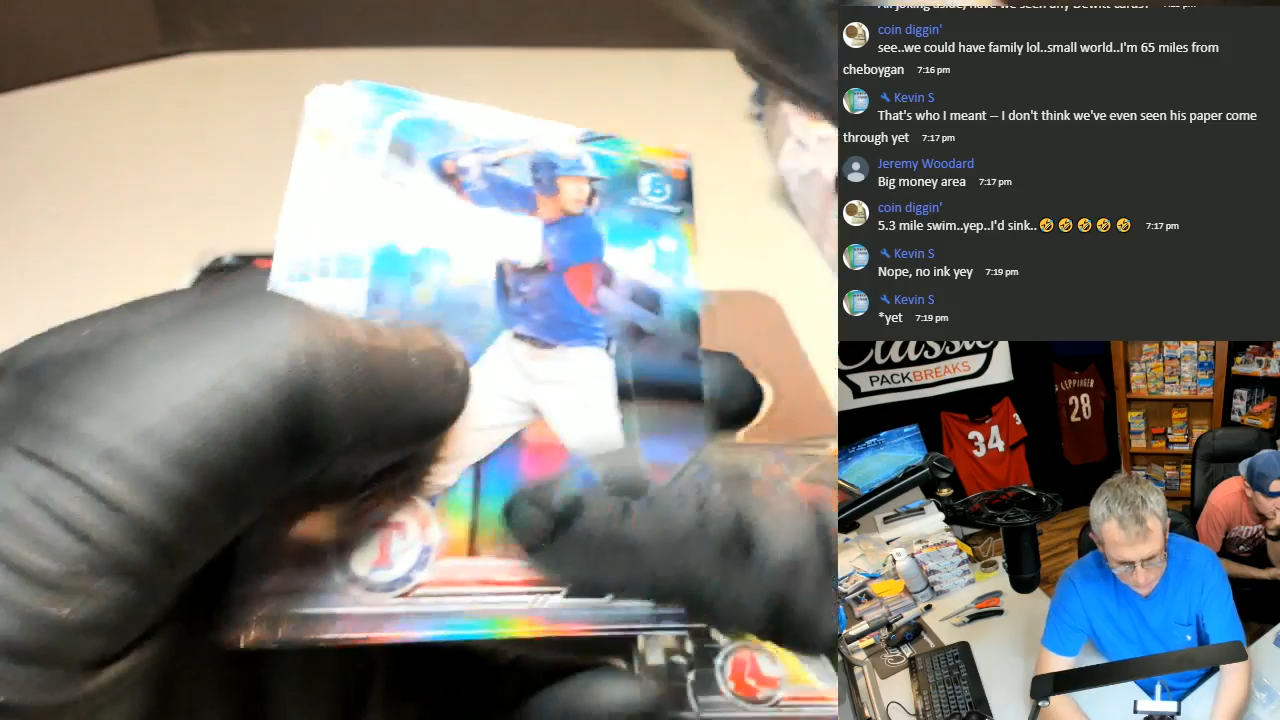 coin diggin'
see..we could have family lol..small world..I'm 65 miles from
cheboygan 7:16 pm
Kevin S
That's who I meant – I don't think we've even seen his paper come
through yet 7:17 pm
Jeremy Woodard
Big money area 7:17 pm
coin diggin'
5.3 mile swim..yep..I'd sink.. 🤣 🤣 🤣 🤣 🤣 7:17 pm
Kevin S
Nope, no ink yey 7:19 pm
Kevin S
*yet 7:19 pm
Classic
PACKBREAKS
LEPPINGER
28
34
3